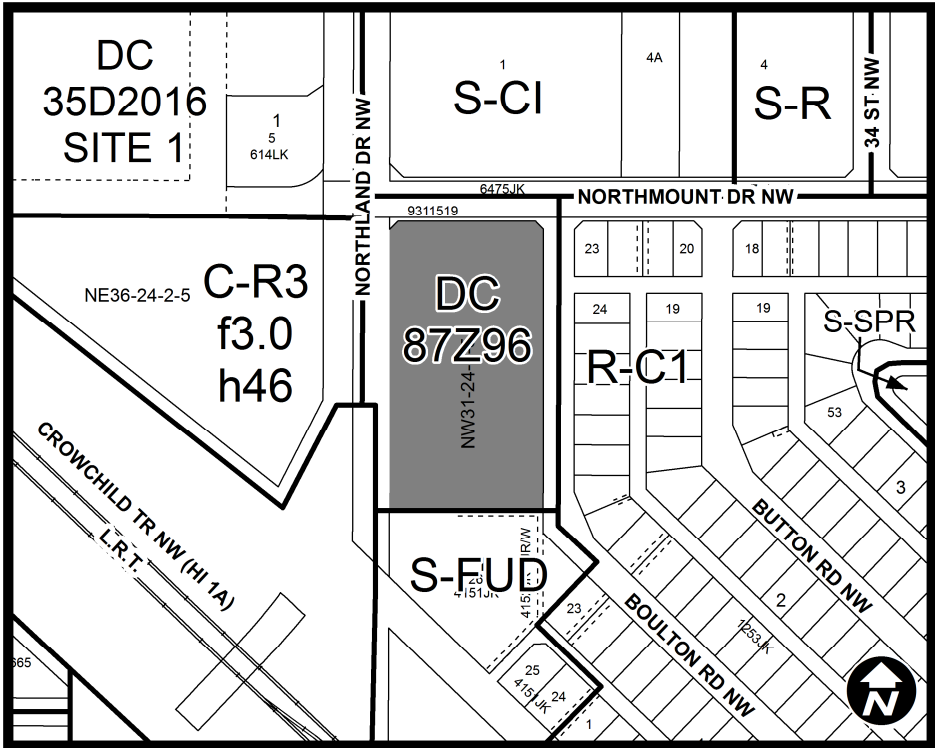 DC
35D2016
SITE 1
1
5
614LK
NORTHLAND DR NW
1
S-CI
4A
4
S-R
34 ST NW
6475JK
NORTHMOUNT DR NW
9311519
NE36-24-2-5
C-R3
f3.0
h46
DC
87Z96
NW31-24-
23
20
18
24
19
19
R-C1
S-SPR
53
3
CROWCHILD TR NW (HI 1A)
L.R.T.
S-FUD
4151JK
R/W
23
BUTTON RD NW
2
1253JK
BOULTON RD NW
25
24
4151JK
1
665
N